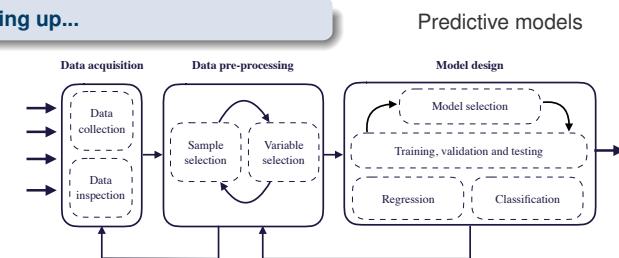 ing up...
Predictive models
Data acquisition
Data pre-processing
Model design
Data
collection
Data
inspection
Sample
selection
Variable
selection
Model selection
Training, validation and testing
Regression
Classification